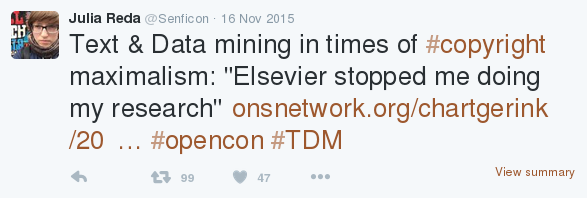 Julia Reda @Senficon · 16 Nov 2015
Text & Data mining in times of #copyright
maximalism: "Elsevier stopped me doing
my research" onsnetwork.org/chartgerink
/20 … #opencon #TDM
99 47 ••• View summary